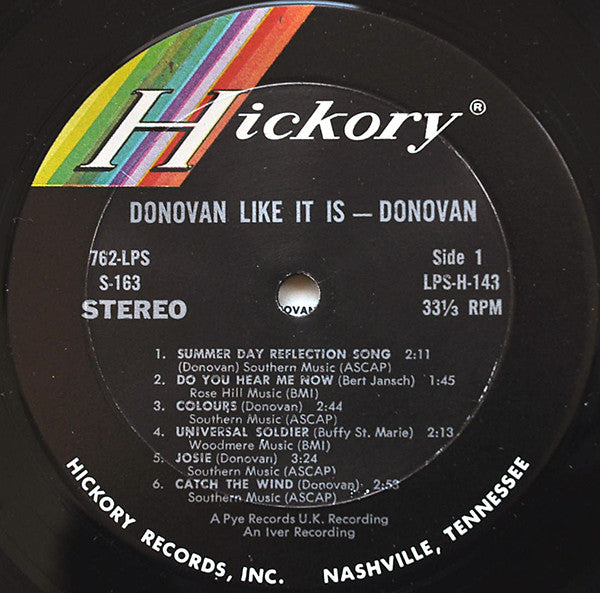 Hickory®
DONOVAN LIKE IT IS — DONOVAN
762-LPS
S-163
STEREO
Side 1
LPS-H-143
33⅓ RPM
OVAN
1. SUMMER DAY REFLECTION SONG 2:11
(Donovan) Southern Music (ASCAP)
2. DO YOU HEAR ME NOW (Bert Jansch) 1:45
Rose Hill Music (BMI)
3. COLOURS (Donovan) 2:44
Southern Music (ASCAP)
4. UNIVERSAL SOLDIER (Buffy St. Marie) 2:13
Woodmere Music (BMI)
5. JOSIE (Donovan) 3:24
Southern Music (ASCAP)
6. CATCH THE WIND (Donovan) 2:53
Southern Music (ASCAP)
A Pye Records U.K. Recording
An Iver Recording
HICKORY RECORDS, INC. NASHVILLE, TENNESSEE